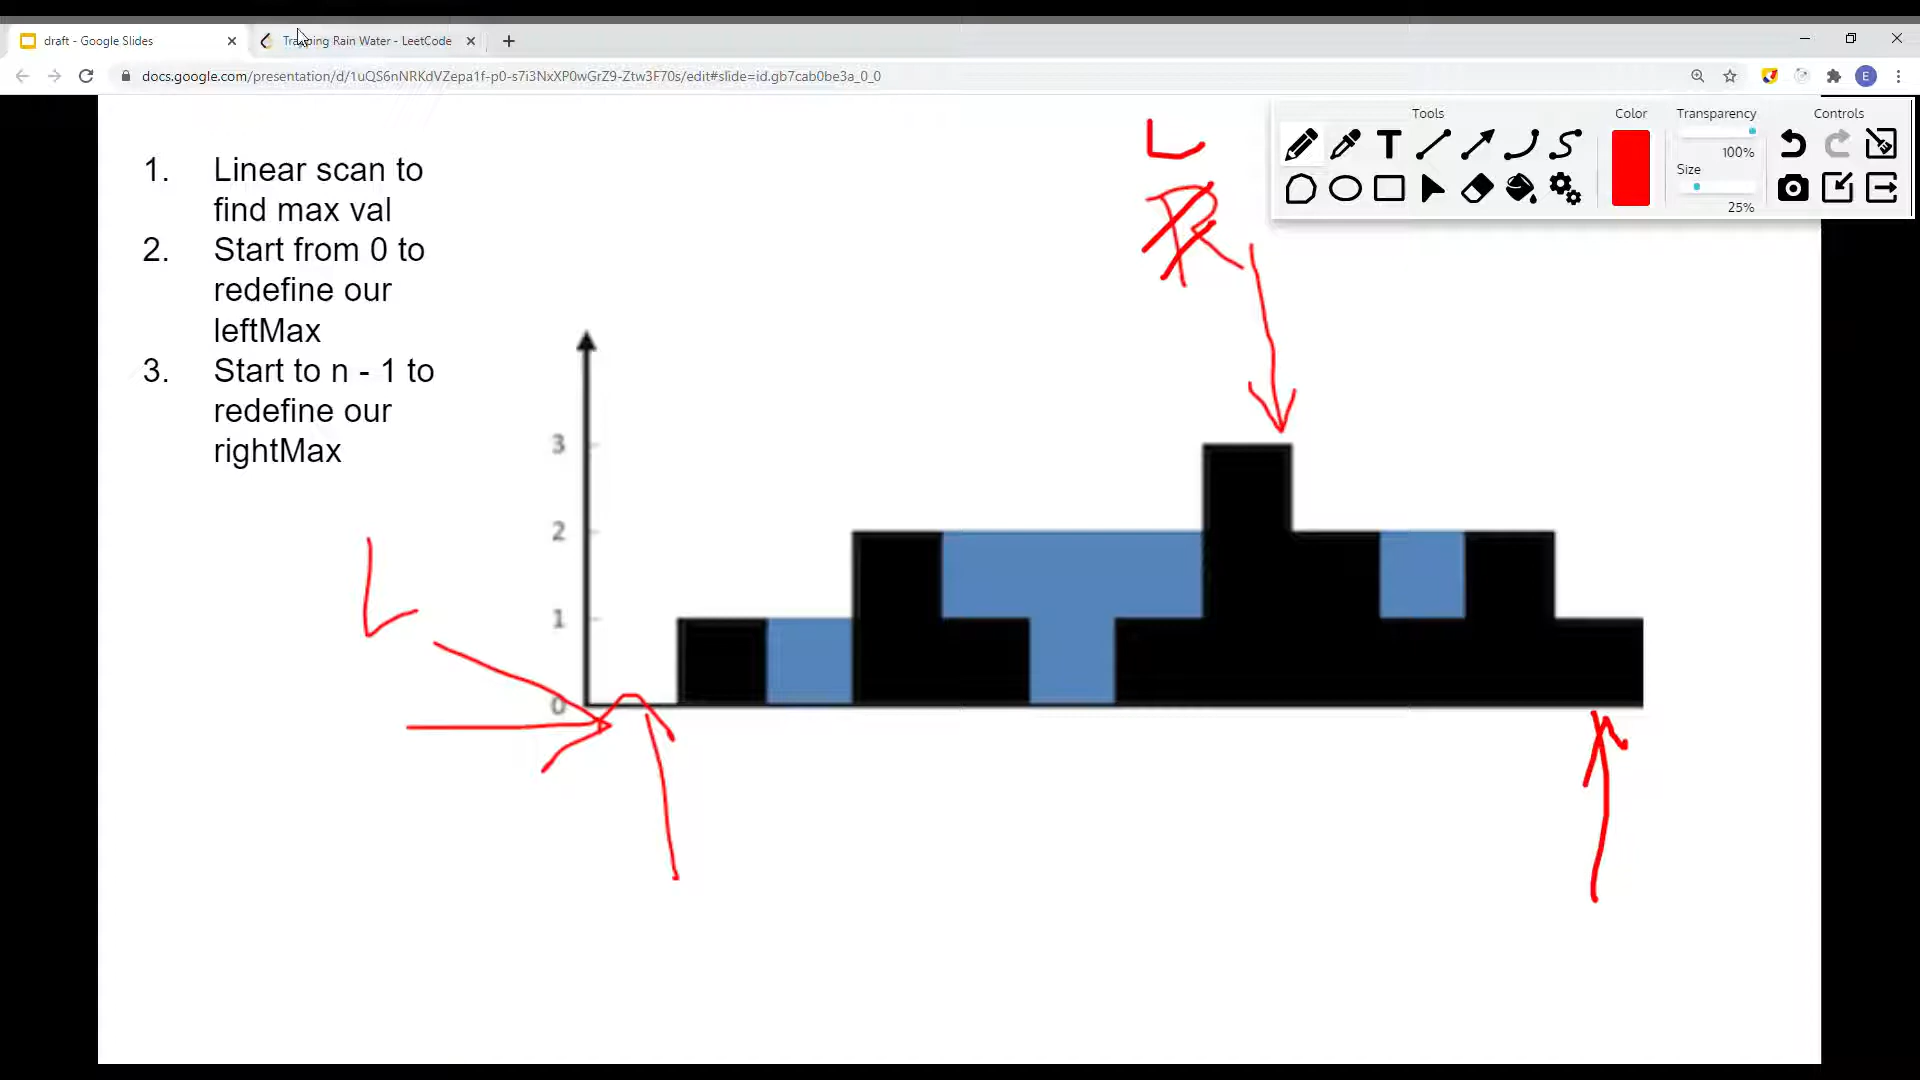 draft - Google Slides
Trapping Rain Water - LeetCode
docs.google.com/presentation/d/1uQS6nNRKdVZepa1f-p0-s7i3NxXP0wGrZ9-Ztw3F70s/edit#slide=id.gb7cab0be3a_0_0
E
Tools
Color
Transparency
Controls
T
100%
Size
25%
1. Linear scan to
find max val
2. Start from 0 to
redefine our
leftMax
3. Start to n - 1 to
redefine our
rightMax
L
R
3
2
1
0
L